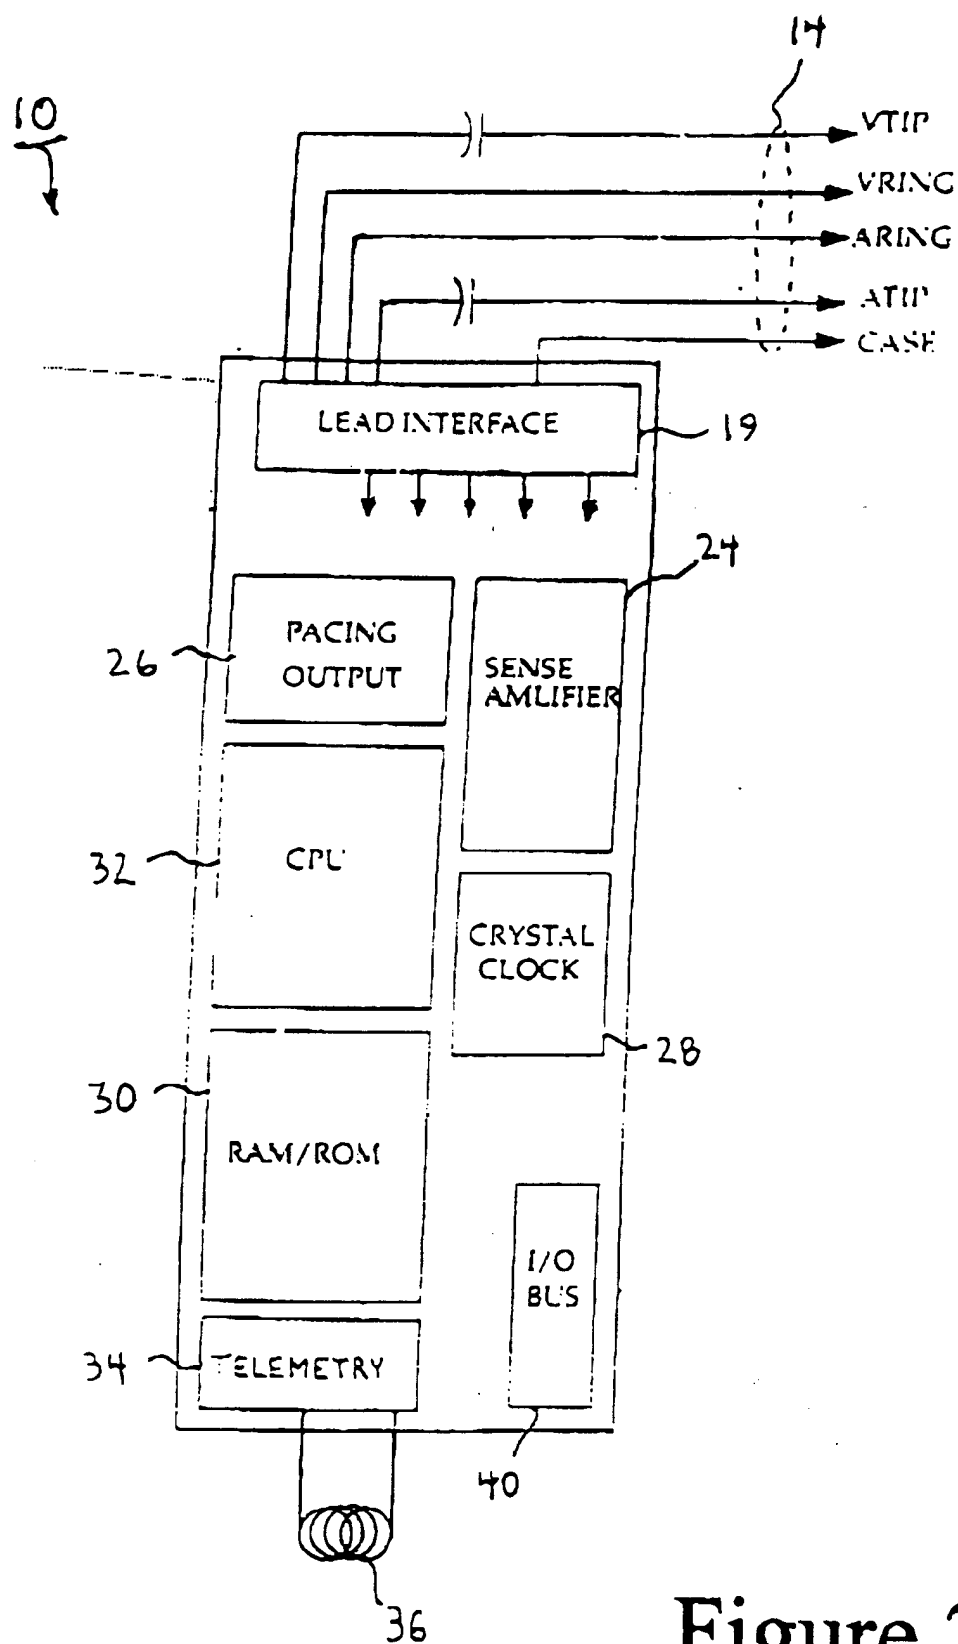 14
10
VTIP
VRING
ARING
ATIP
CASE
LEAD INTERFACE
19
24
PACING
OUTPUT
26
SENSE
AMLIFIER
32
CPU
CRYSTAL
CLOCK
28
30
RAM/ROM
I/O
BUS
34
TELEMETRY
40
36
Figure